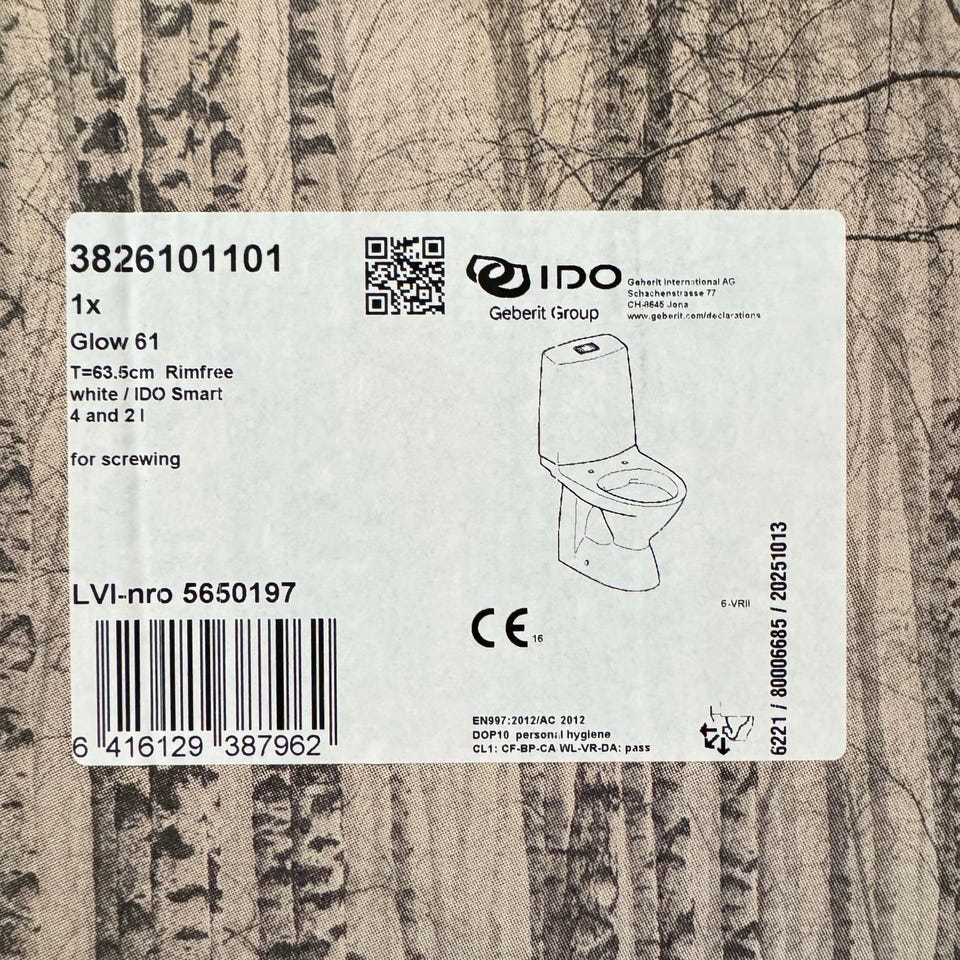 3826101101
1x
Glow 61
T=63.5cm Rimfree
white / IDO Smart
4 and 2 l
for screwing
LVI-nro 5650197
6 416129 387962
IDO
Geberit Group
Geberit International AG
Schachenstrasse 77
CH-8645 Jona
www.geberit.com/declarations
6-VRII
CE 16
EN997:2012/AC 2012
DOP10 personal hygiene
CL1: CF-BP-CA WL-VR-DA: pass
6221 / 80006685 / 20251013